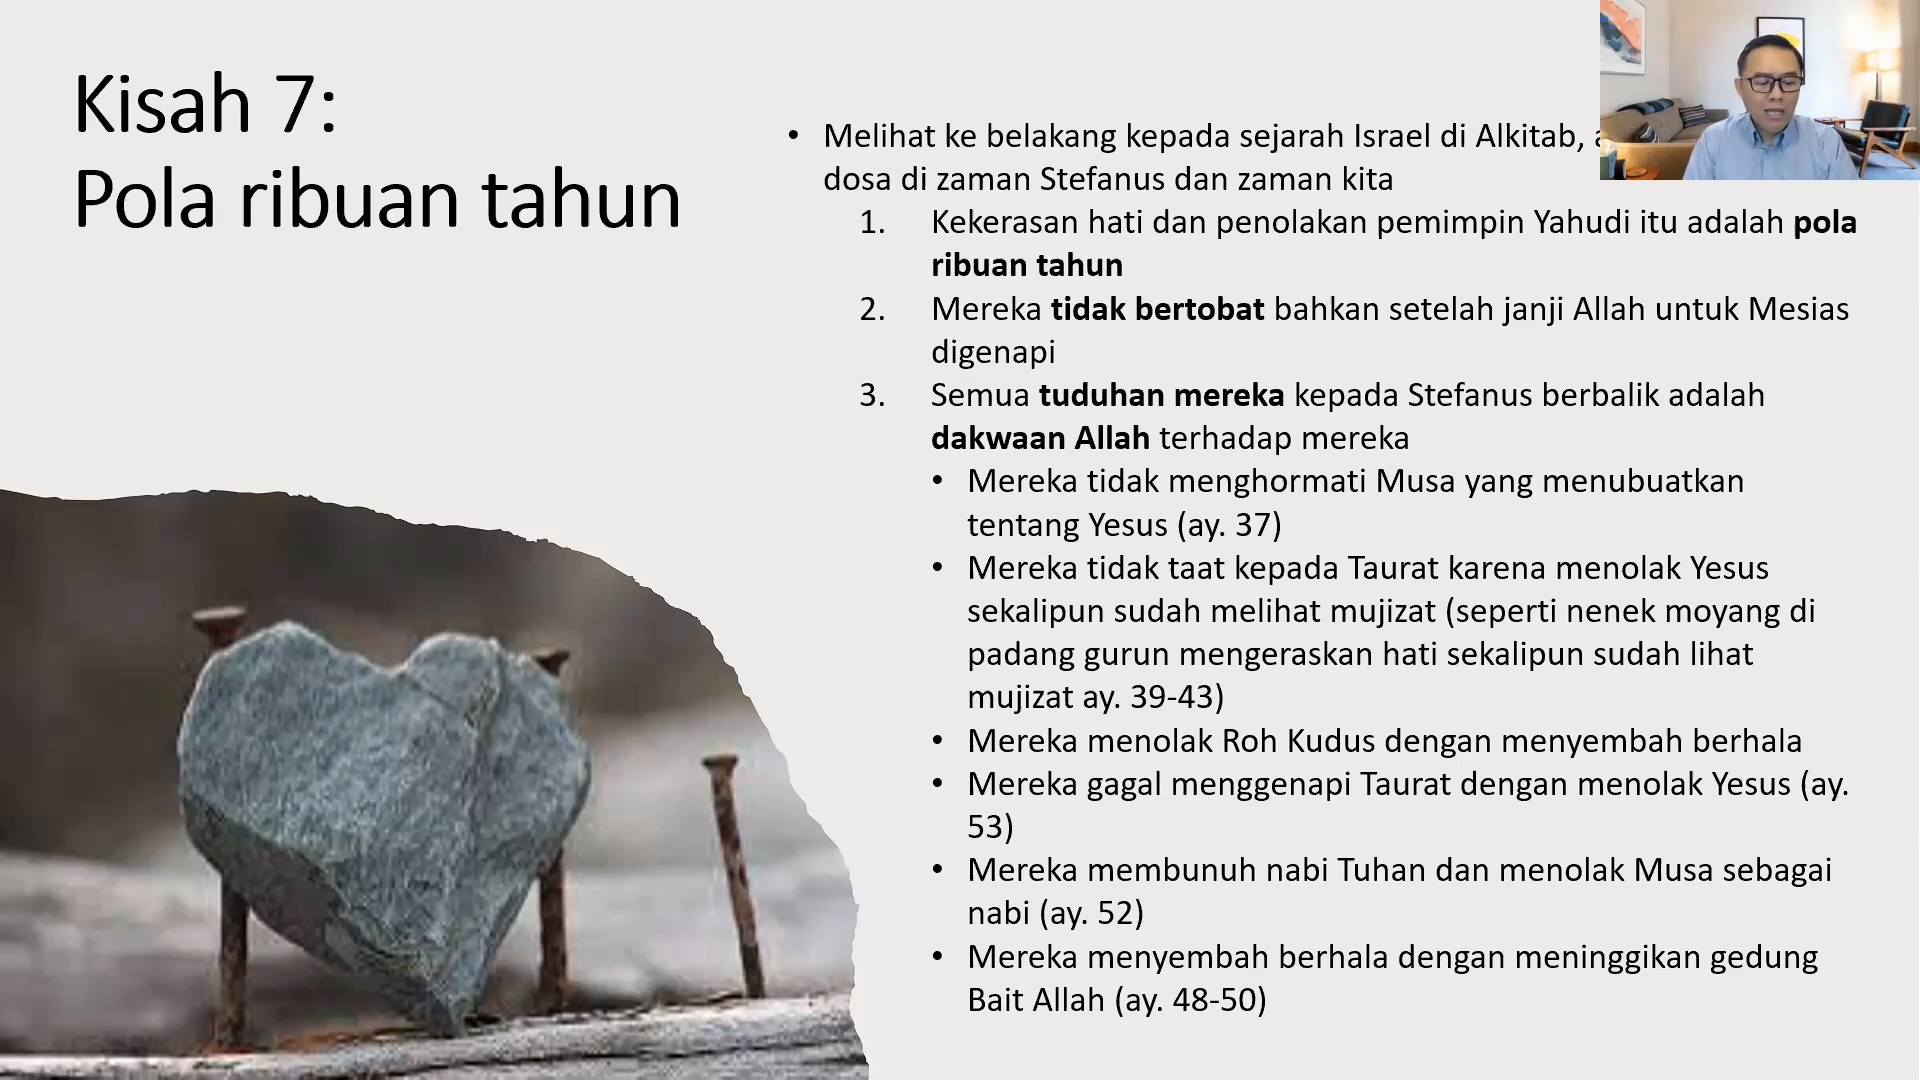 Kisah 7:
Pola ribuan tahun
• Melihat ke belakang kepada sejarah Israel di Alkitab,
dosa di zaman Stefanus dan zaman kita
1. Kekerasan hati dan penolakan pemimpin Yahudi itu adalah pola
ribuan tahun
2. Mereka tidak bertobat bahkan setelah janji Allah untuk Mesias
digenapi
3. Semua tuduhan mereka kepada Stefanus berbalik adalah
dakwaan Allah terhadap mereka
• Mereka tidak menghormati Musa yang menubuatkan
tentang Yesus (ay. 37)
• Mereka tidak taat kepada Taurat karena menolak Yesus
sekalipun sudah melihat mujizat (seperti nenek moyang di
padang gurun mengeraskan hati sekalipun sudah lihat
mujizat ay. 39-43)
• Mereka menolak Roh Kudus dengan menyembah berhala
• Mereka gagal menggenapi Taurat dengan menolak Yesus (ay.
53)
• Mereka membunuh nabi Tuhan dan menolak Musa sebagai
nabi (ay. 52)
• Mereka menyembah berhala dengan meninggikan gedung
Bait Allah (ay. 48-50)